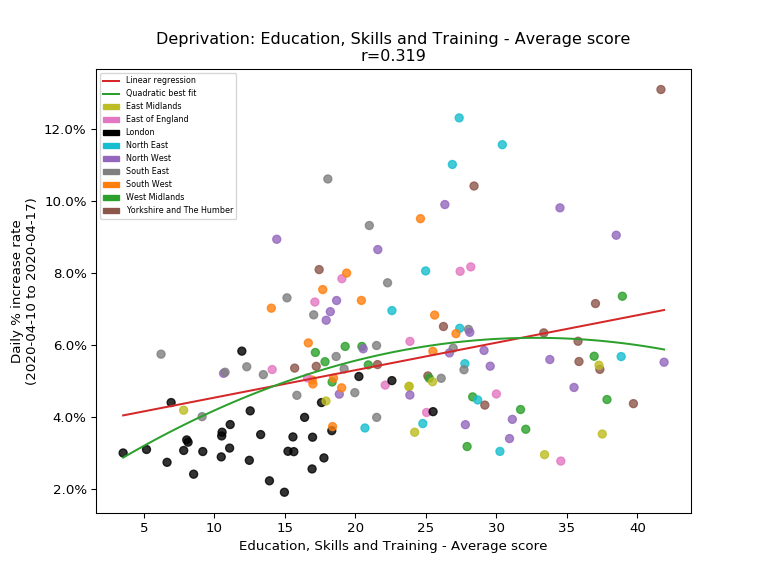 Deprivation: Education, Skills and Training - Average score
r=0.319
Linear regression
Quadratic best fit
East Midlands
East of England
London
North East
North West
South East
South West
West Midlands
Yorkshire and The Humber
12.0%
10.0%
8.0%
6.0%
4.0%
2.0%
Daily % increase rate
(2020-04-10 to 2020-04-17)
5 10 15 20 25 30 35 40
Education, Skills and Training - Average score